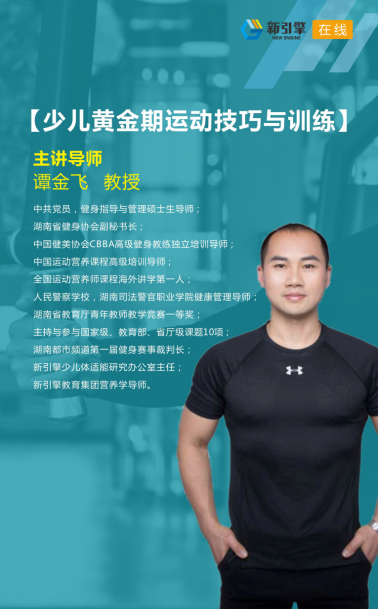 新引擎
NEW ENGINE
在线
【少儿黄金期运动技巧与训练】
主讲导师
谭金飞 教授
中共党员，健身指导与管理硕士生导师；
湖南省健身协会副秘书长；
中国健美协会CBBA高级健身教练独立培训导师；
中国运动营养课程高级培训导师；
全国运动营养师课程海外讲学第一人；
人民警察学校，湖南司法警官职业学院健康管理导师；
湖南省教育厅青年教师教学竞赛一等奖；
主持与参与国家级、教育部、省厅级课题10项；
湖南都市频道第一届健身赛事裁判长；
新引擎少儿体适能研究办公室主任；
新引擎教育集团营养学导师。